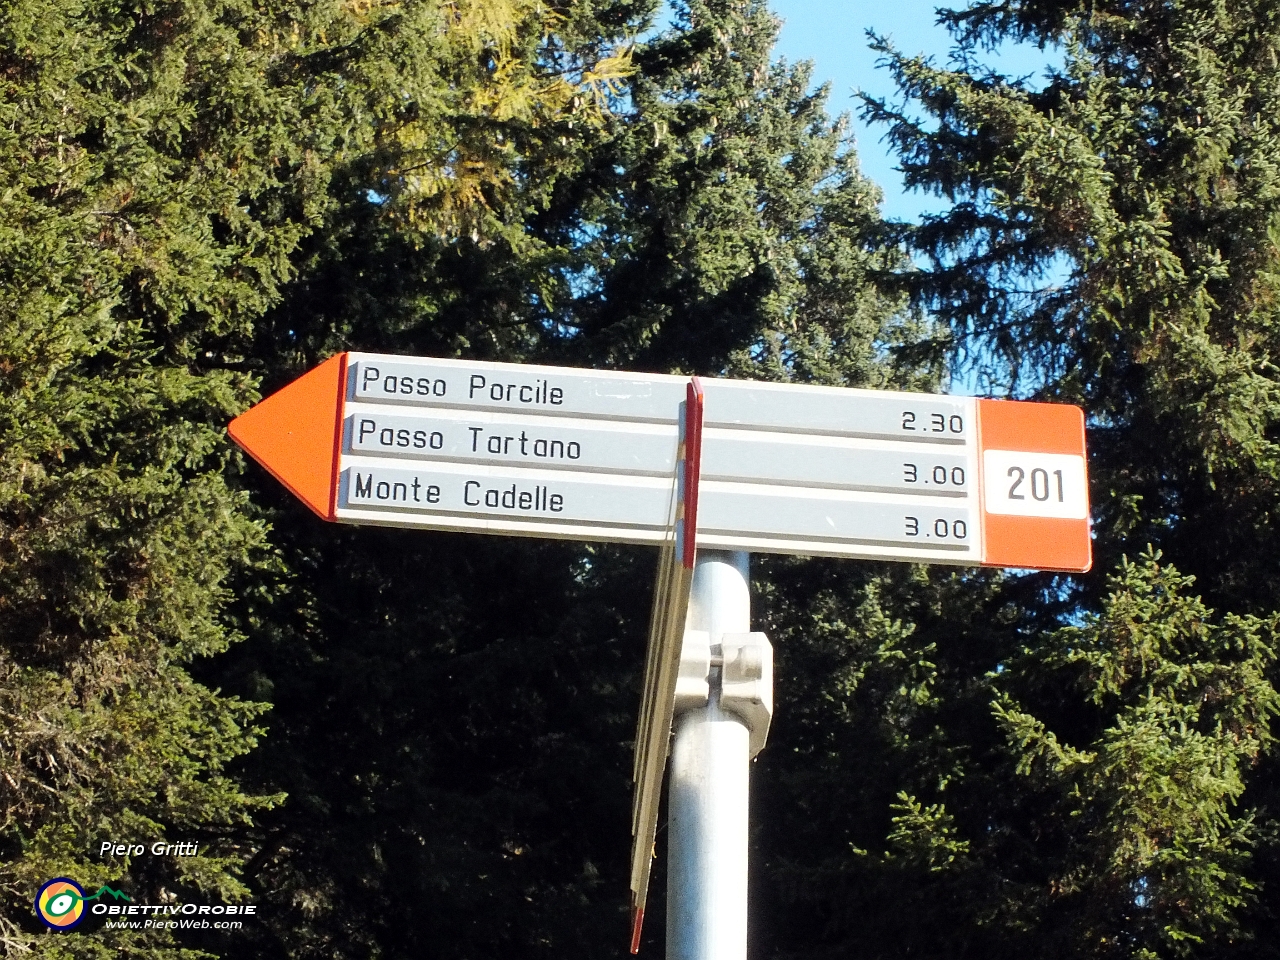 Passo Porcile 2.30
Passo Tartano 3.00
Monte Cadelle 3.00
201
Piero Gritti
ObiettivOrobie
www.PieroWeb.com